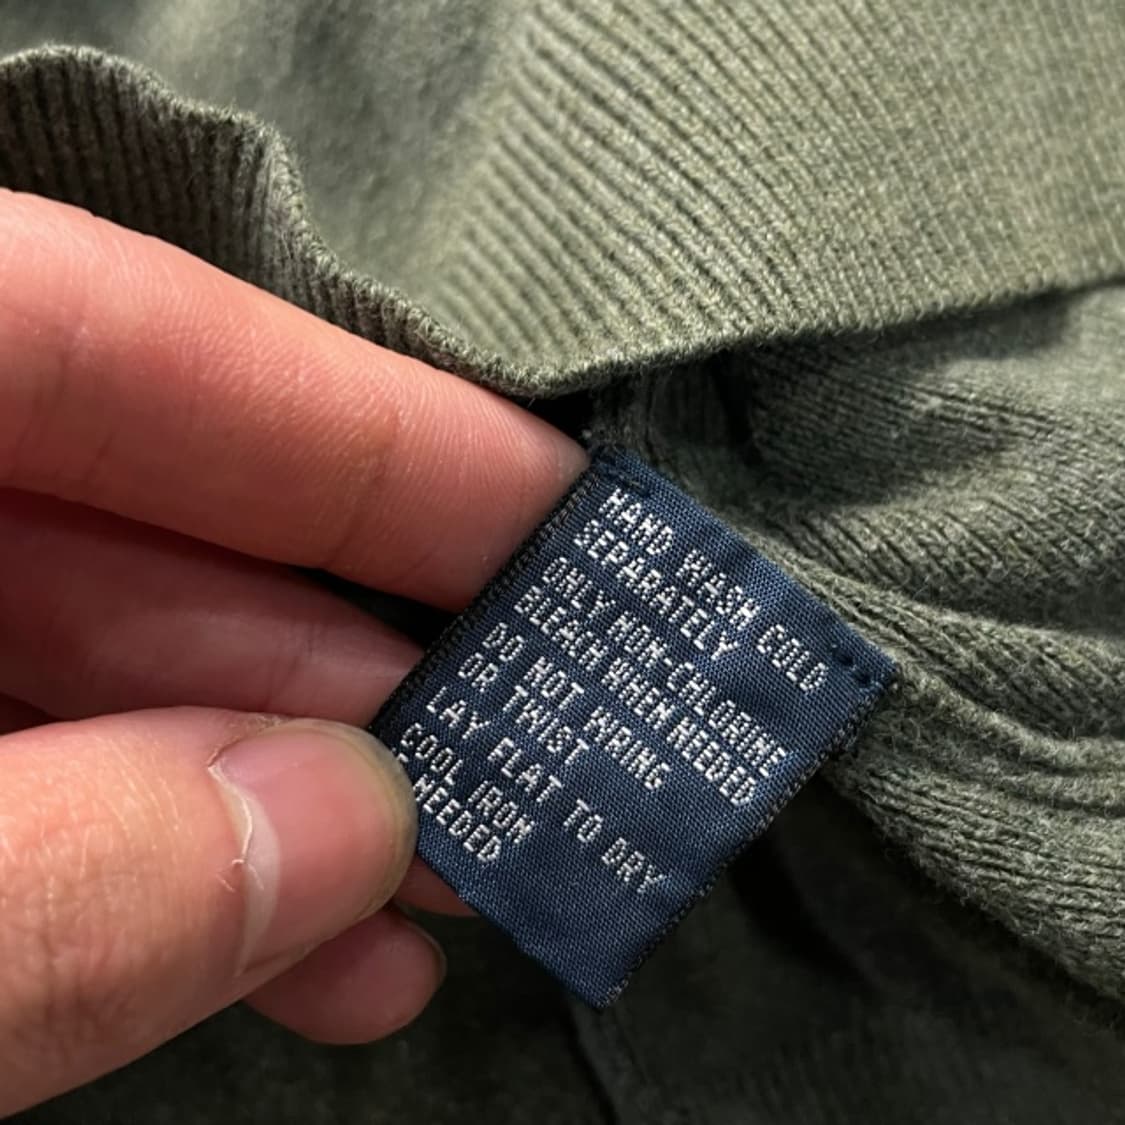 HAND WASH COLD
SEPARATELY
ONLY NON-CHLORINE
BLEACH WHEN NEEDED
DO NOT WRING
OR TWIST
LAY FLAT TO DRY
COOL IRON
NEEDED